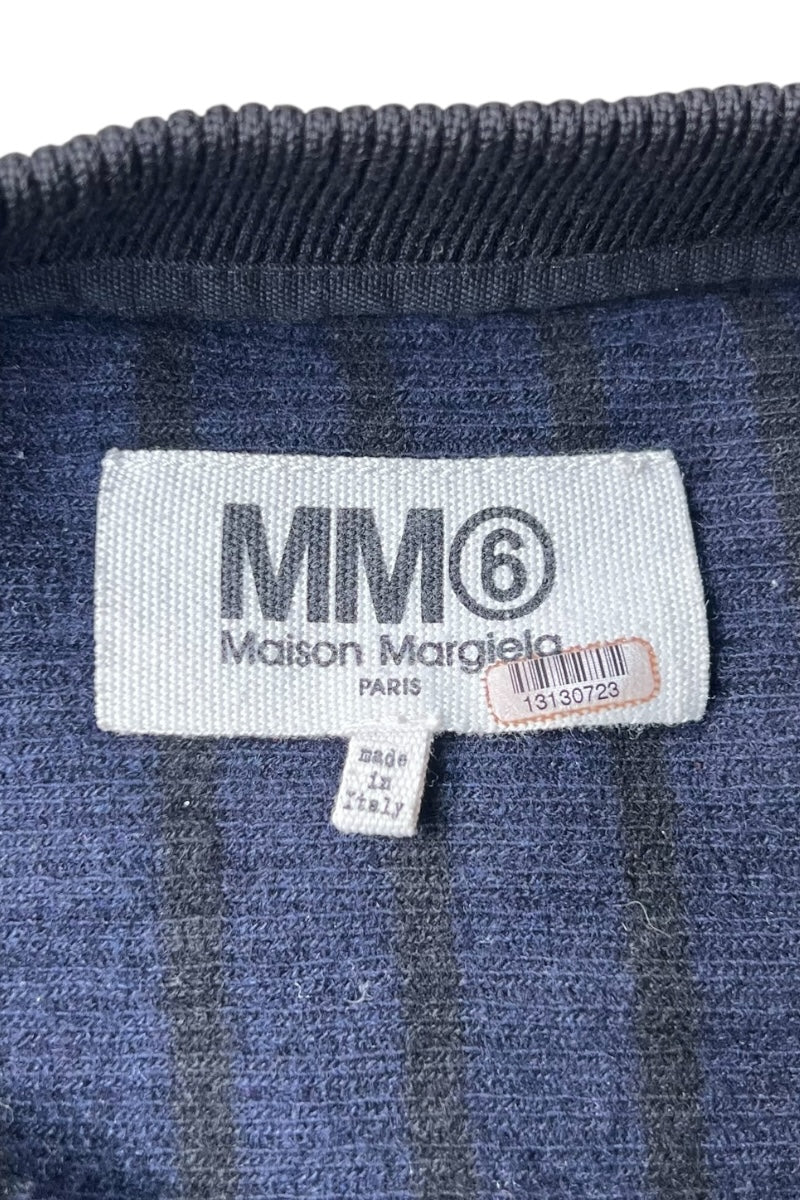 MM⑥
Maison Margiela
PARIS
13130723
made
in
Italy